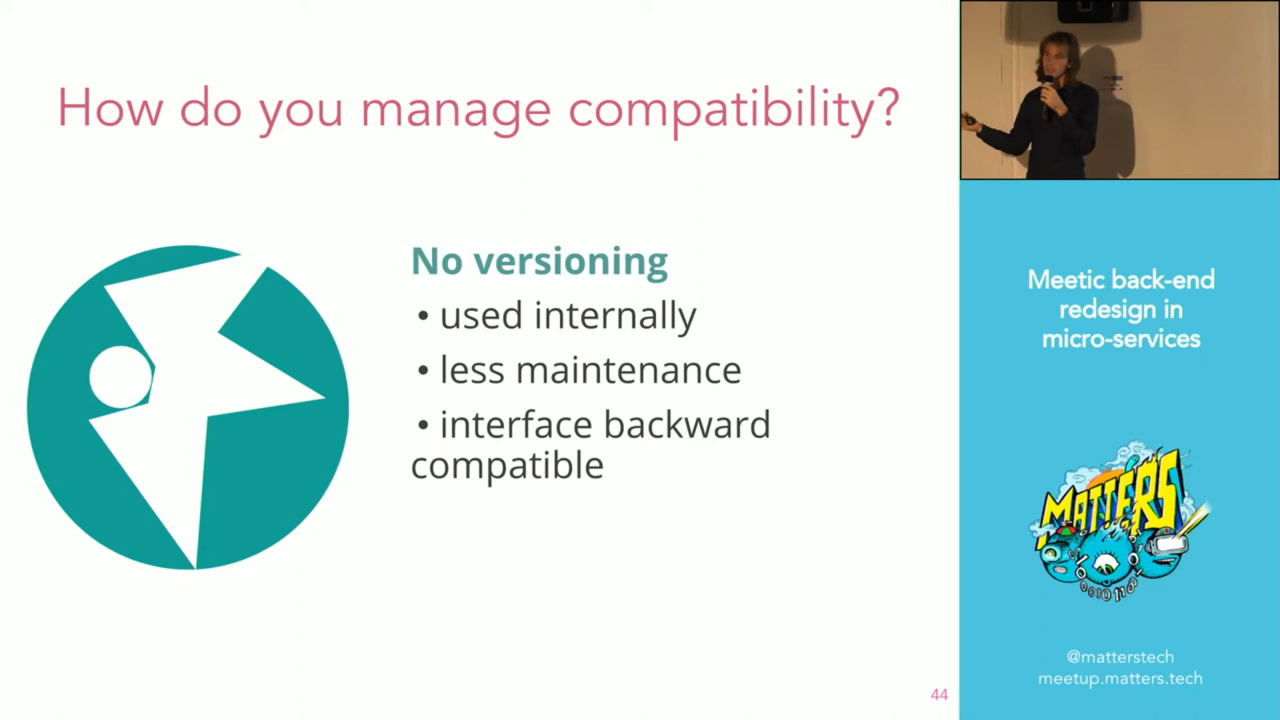 How do you manage compatibility?
No versioning
• used internally
• less maintenance
• interface backward
compatible
44
Meetic back-end
redesign in
micro-services
MATTERS
@matterstech
meetup.matters.tech